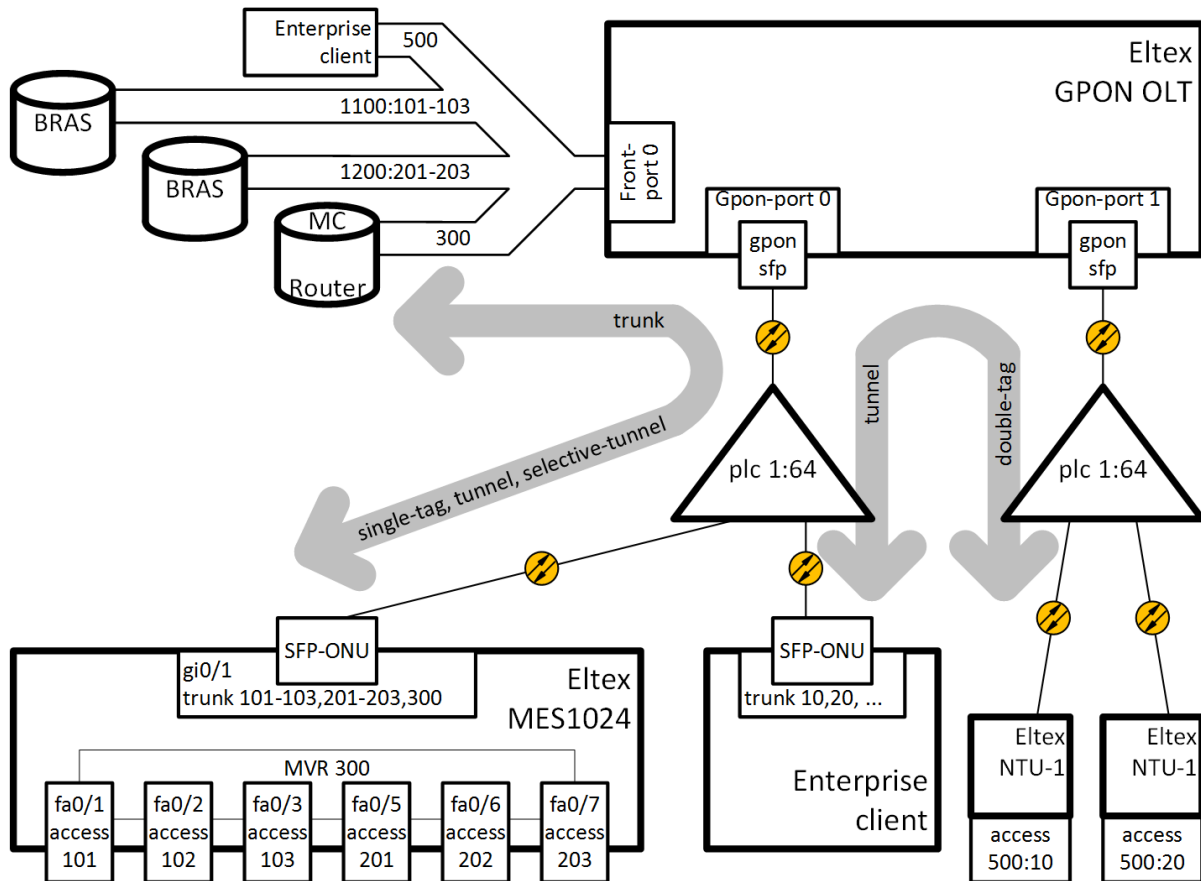 Enterprise
client
500
Eltex
GPON OLT
BRAS
1100:101-103
BRAS
1200:201-203
Front-
port 0
MC
Router
300
Gpon-port 0
gpon
sfp
Gpon-port 1
gpon
sfp
trunk
single-tag, tunnel, selective-tunnel
tunnel
double-tag
plc 1:64
plc 1:64
SFP-ONU
gi0/1
trunk 101-103,201-203,300
Eltex
MES1024
MVR 300
fa0/1
access
101
fa0/2
access
102
fa0/3
access
103
fa0/5
access
201
fa0/6
access
202
fa0/7
access
203
SFP-ONU
trunk 10,20, ...
Enterprise
client
Eltex
NTU-1
access
500:10
Eltex
NTU-1
access
500:20